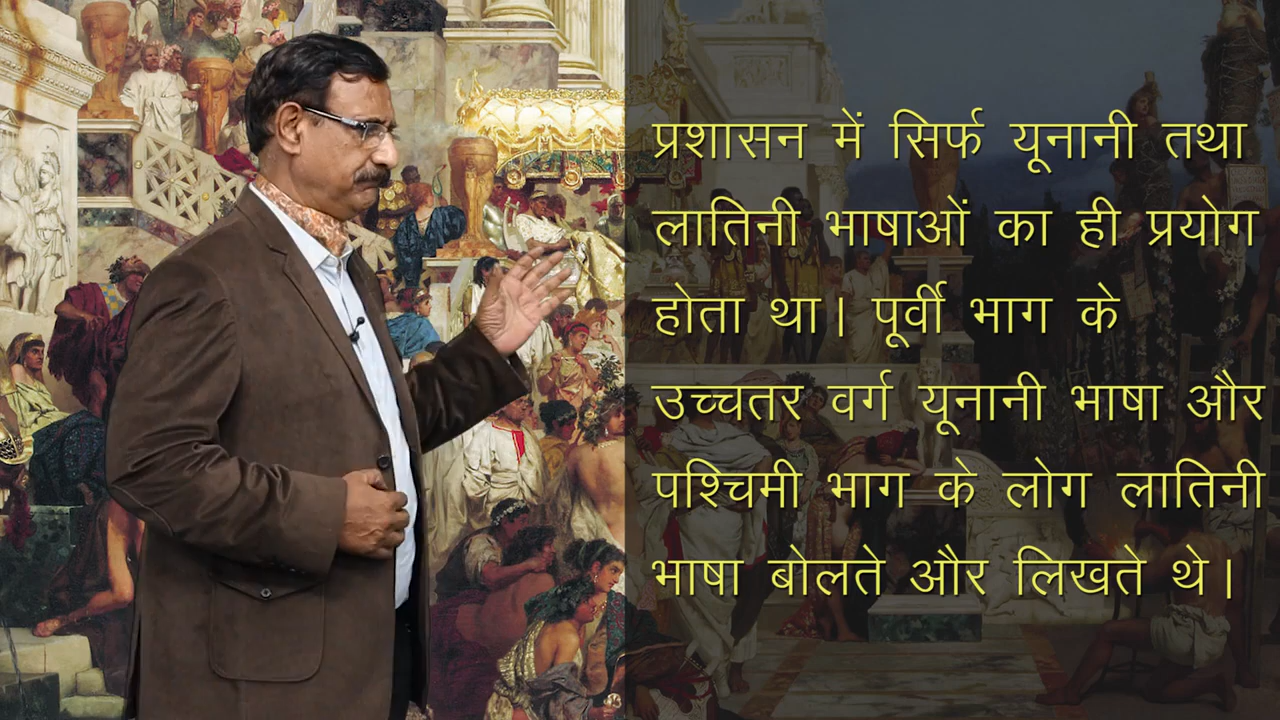 प्रशासन में सिर्फ यूनानी तथा
लातिनी भाषाओं का ही प्रयोग
होता था। पूर्वी भाग के
उच्चतर वर्ग यूनानी भाषा और
पश्चिमी भाग के लोग लातिनी
भाषा बोलते और लिखते थे।